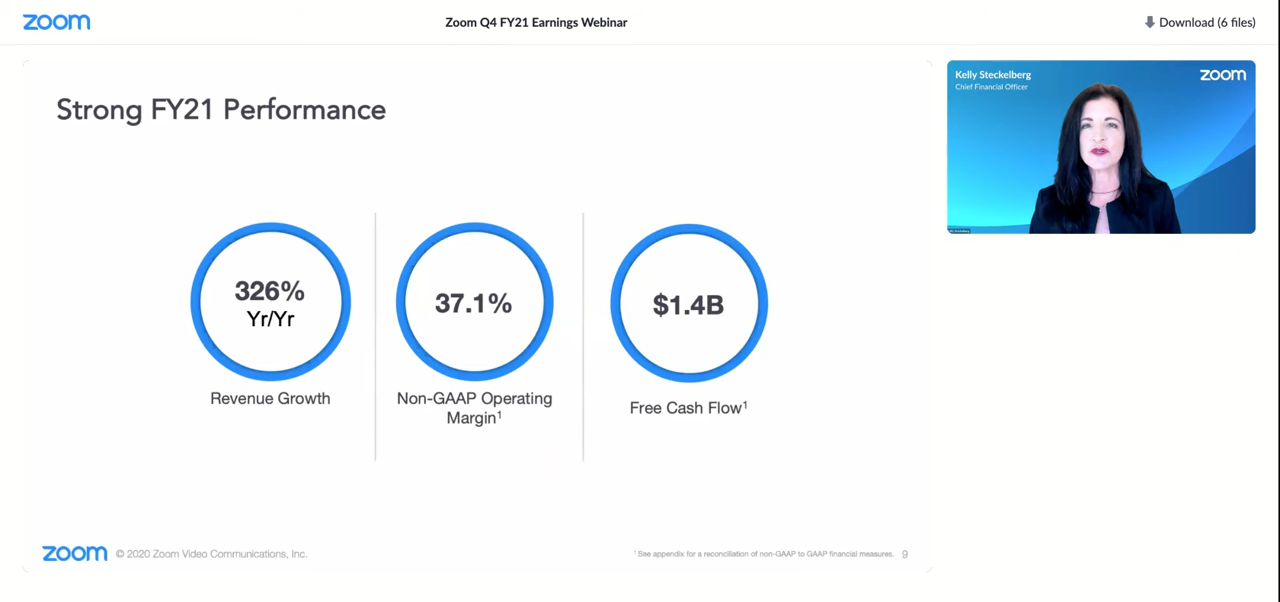 zoom
Zoom Q4 FY21 Earnings Webinar
Download (6 files)
Strong FY21 Performance
326%
Yr/Yr
Revenue Growth
37.1%
Non-GAAP Operating
Margin¹
$1.4B
Free Cash Flow¹
zoom
© 2020 Zoom Video Communications, Inc.
¹ See appendix for a reconciliation of non-GAAP to GAAP financial measures.
9
Kelly Steckelberg
Chief Financial Officer
zoom